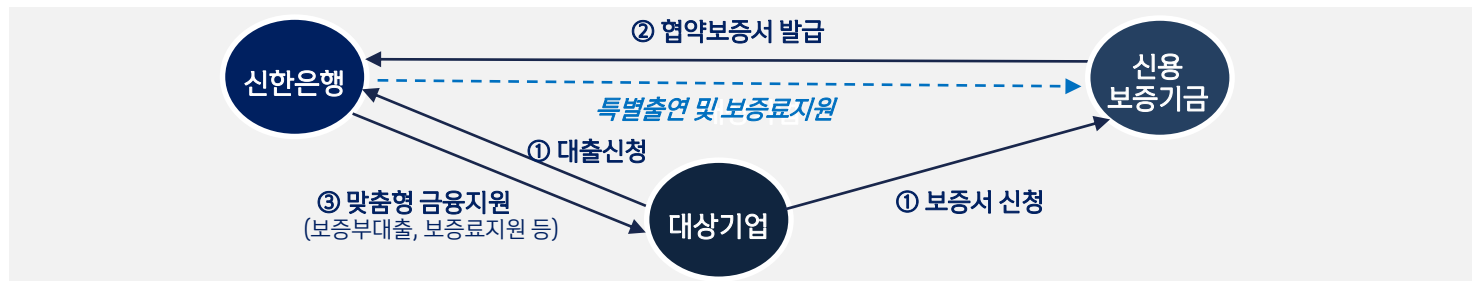 ② 협약보증서 발급
신한은행
신용
보증기금
특별출연 및 보증료지원
① 대출신청
③ 맞춤형 금융지원
(보증부대출, 보증료지원 등)
① 보증서 신청
대상기업